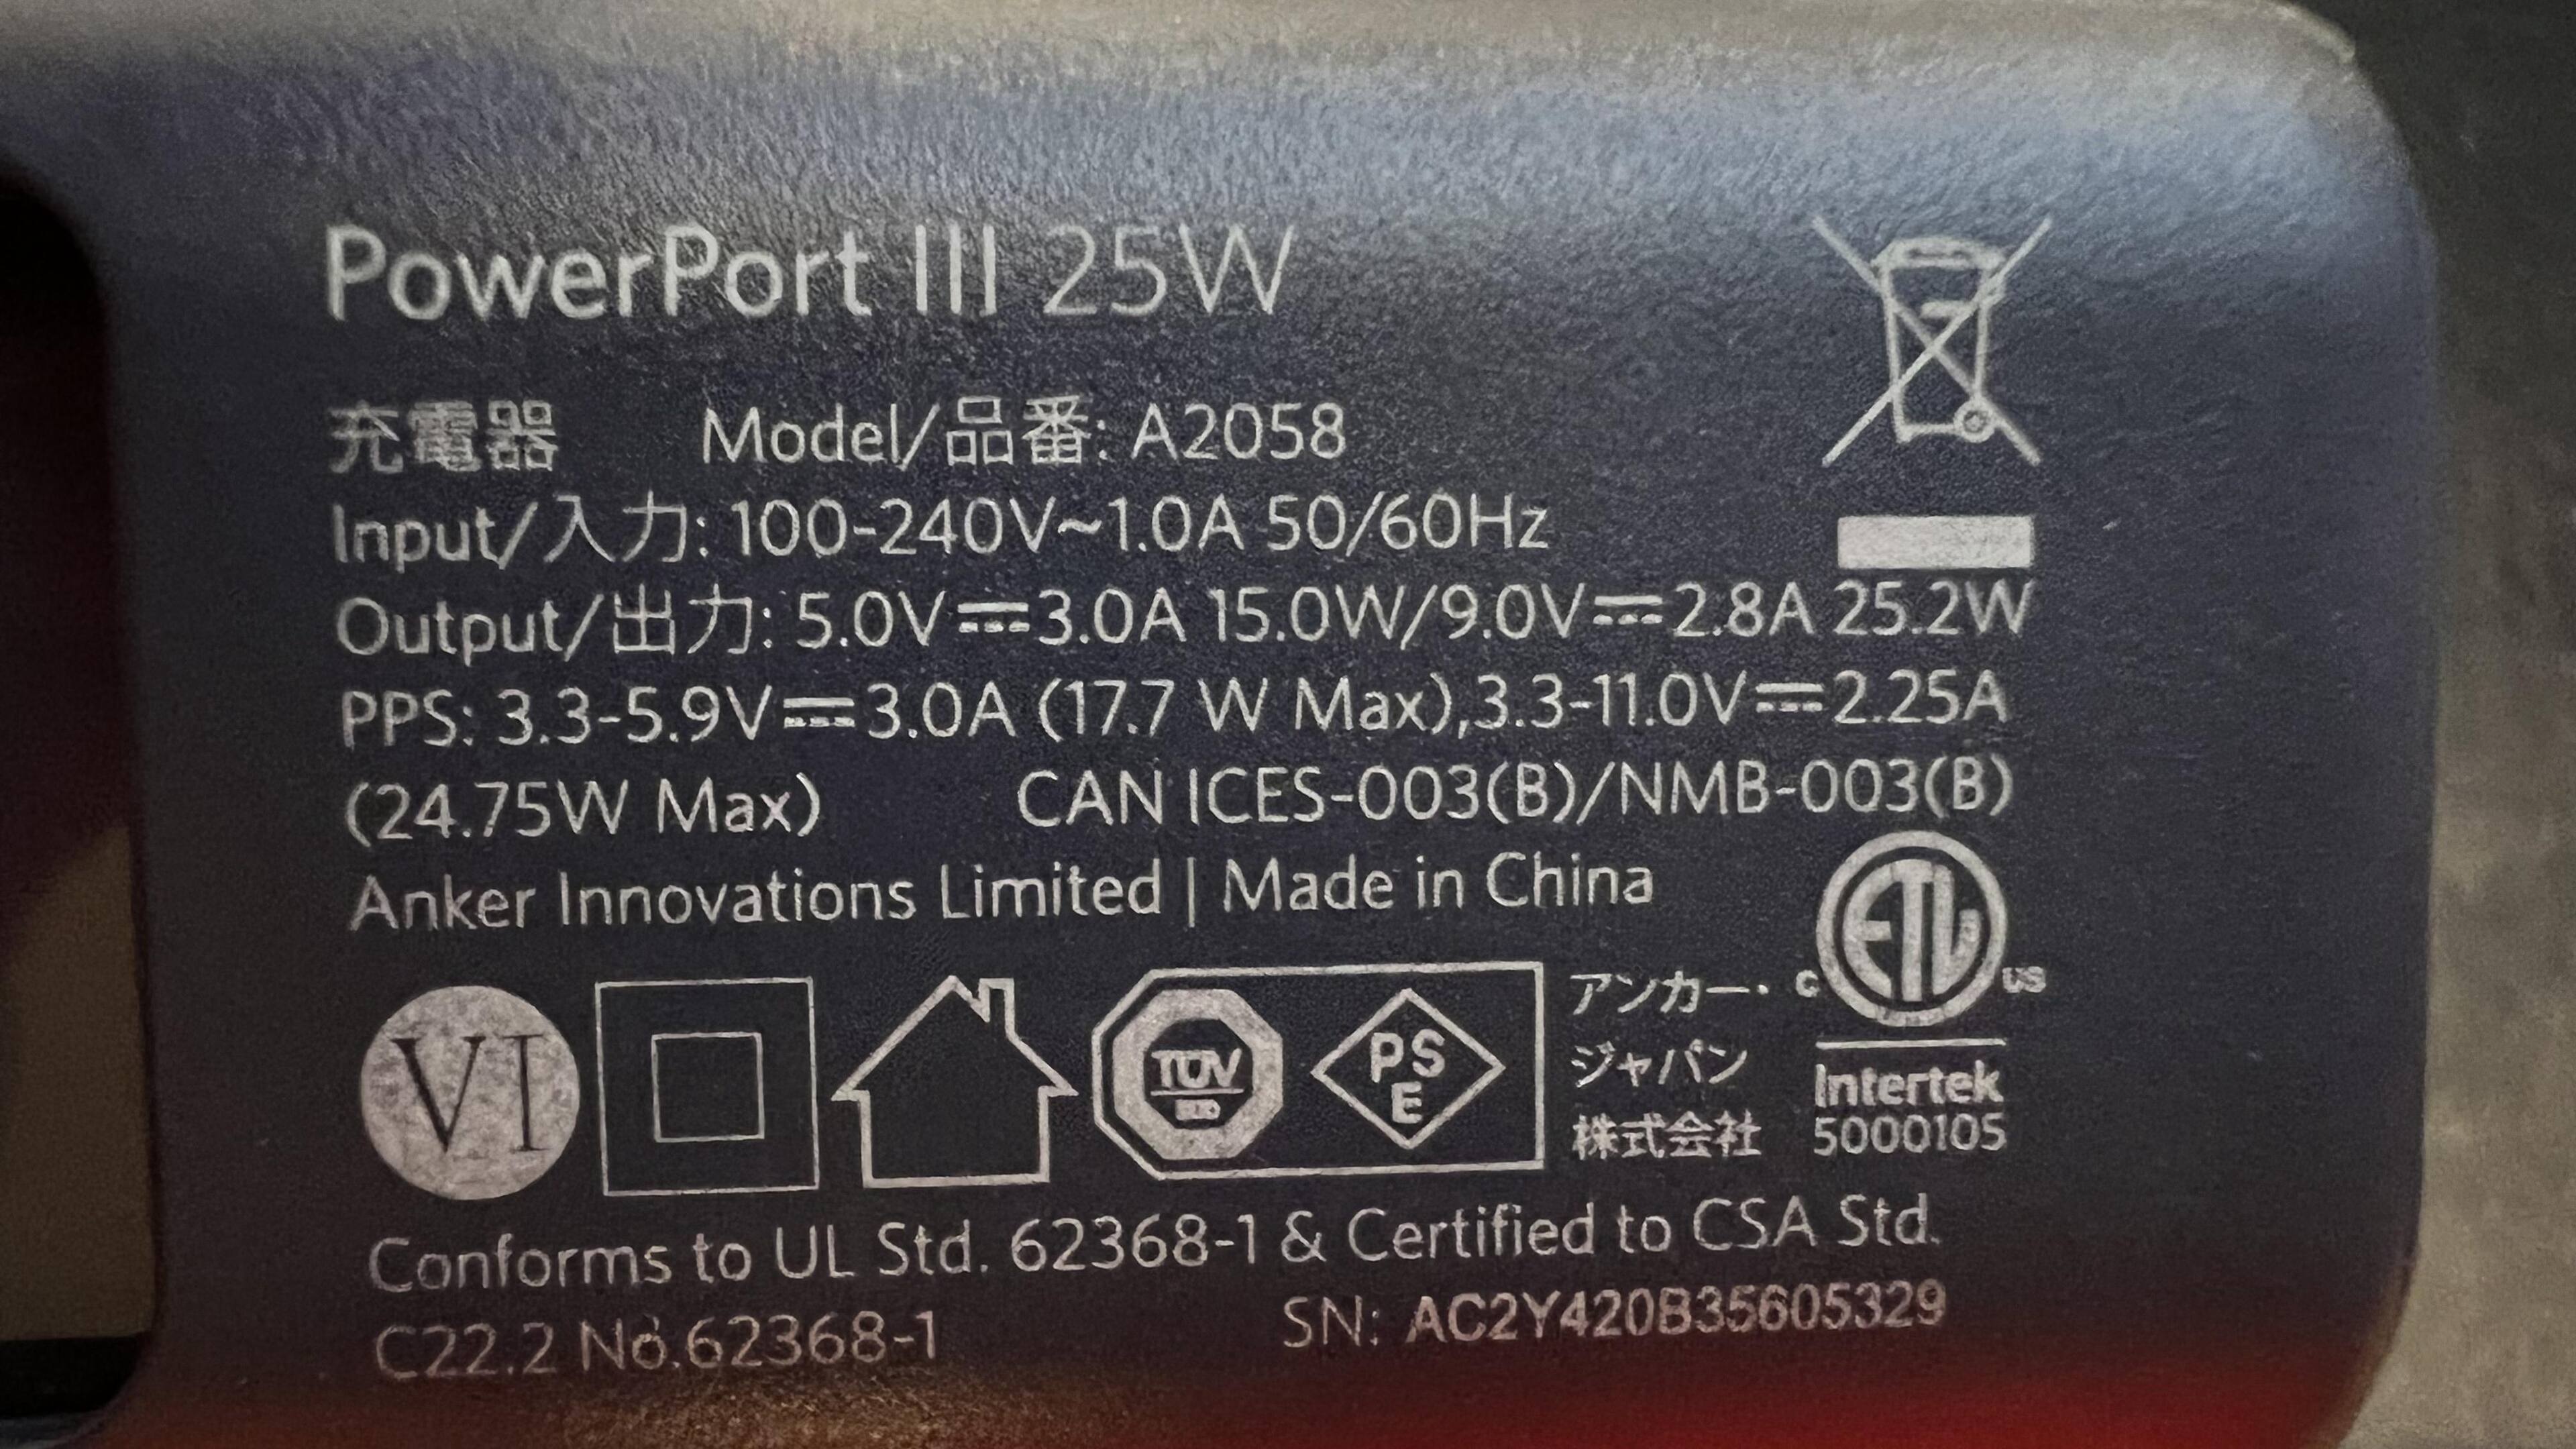 PowerPort III 25W
充電器 Model/品番: A2058
Input/入力: 100-240V~1.0A 50/60Hz
Output/出力: 5.0V⎓3.0A 15.0W/9.0V⎓2.8A 25.2W
PPS: 3.3-5.9V⎓3.0A (17.7 W Max),3.3-11.0V⎓2.25A
(24.75W Max) CAN ICES-003(B)/NMB-003(B)
Anker Innovations Limited | Made in China
VI
TÜV
PS
E
アンカー・
ジャパン
株式会社
c ETL us
Intertek
5000105
Conforms to UL Std. 62368-1 & Certified to CSA Std.
C22.2 No.62368-1 SN: AC2Y420B35605329